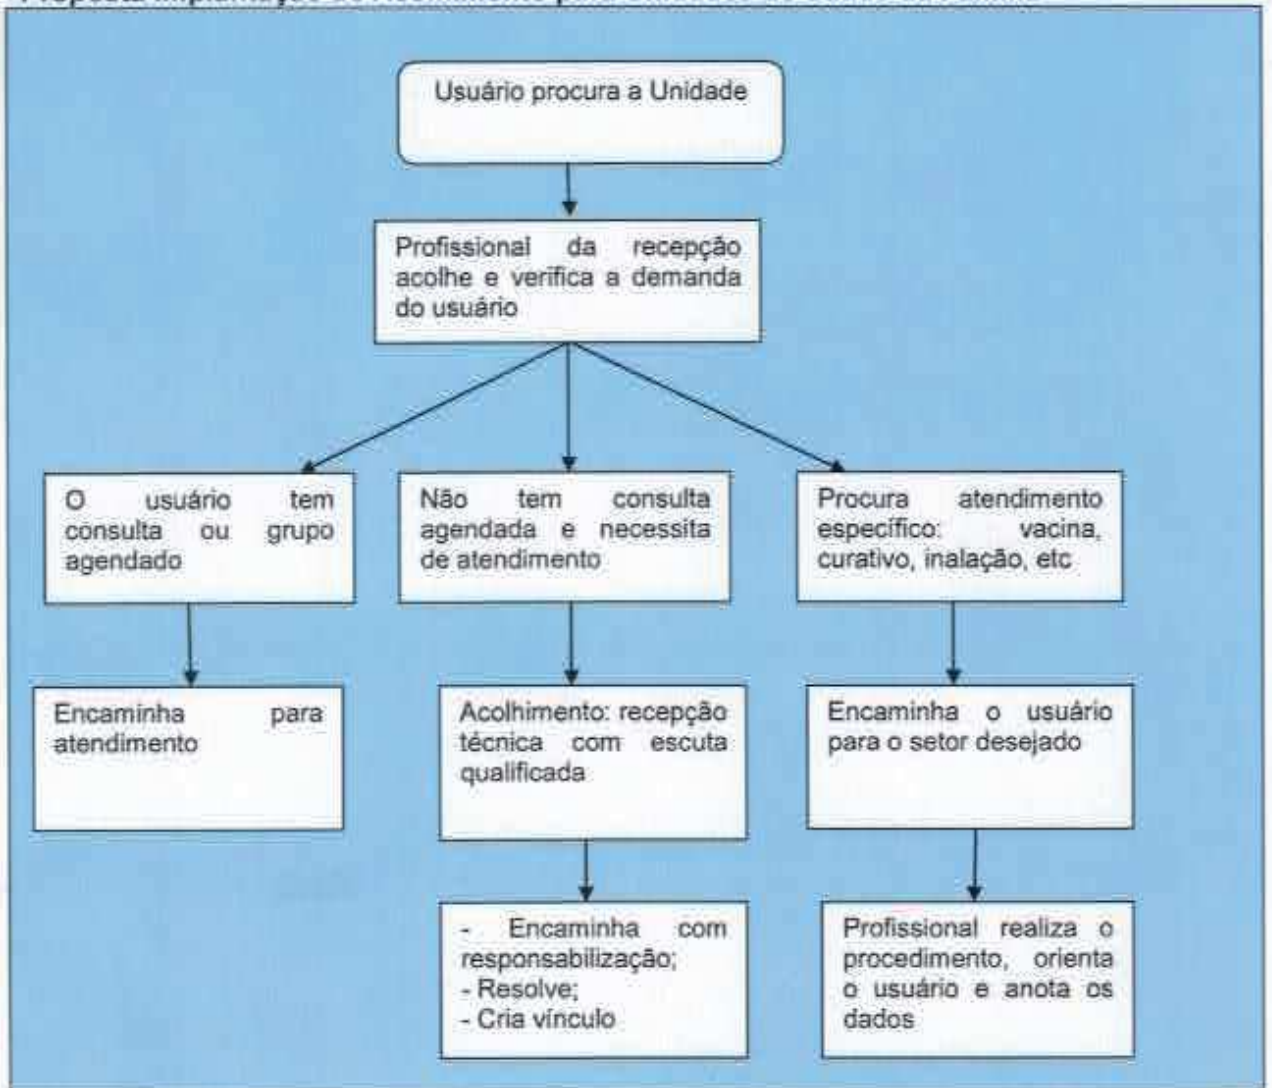 Usuário procura a Unidade
Profissional da recepção
acolhe e verifica a demanda
do usuário
O usuário tem
consulta ou grupo
agendado
Não tem consulta
agendada e necessita
de atendimento
Procura atendimento
específico: vacina,
curativo, inalação, etc
Encaminha para
atendimento
Acolhimento: recepção
técnica com escuta
qualificada
Encaminha o usuário
para o setor desejado
- Encaminha com
responsabilização;
- Resolve;
- Cria vínculo
Profissional realiza o
procedimento, orienta
o usuário e anota os
dados